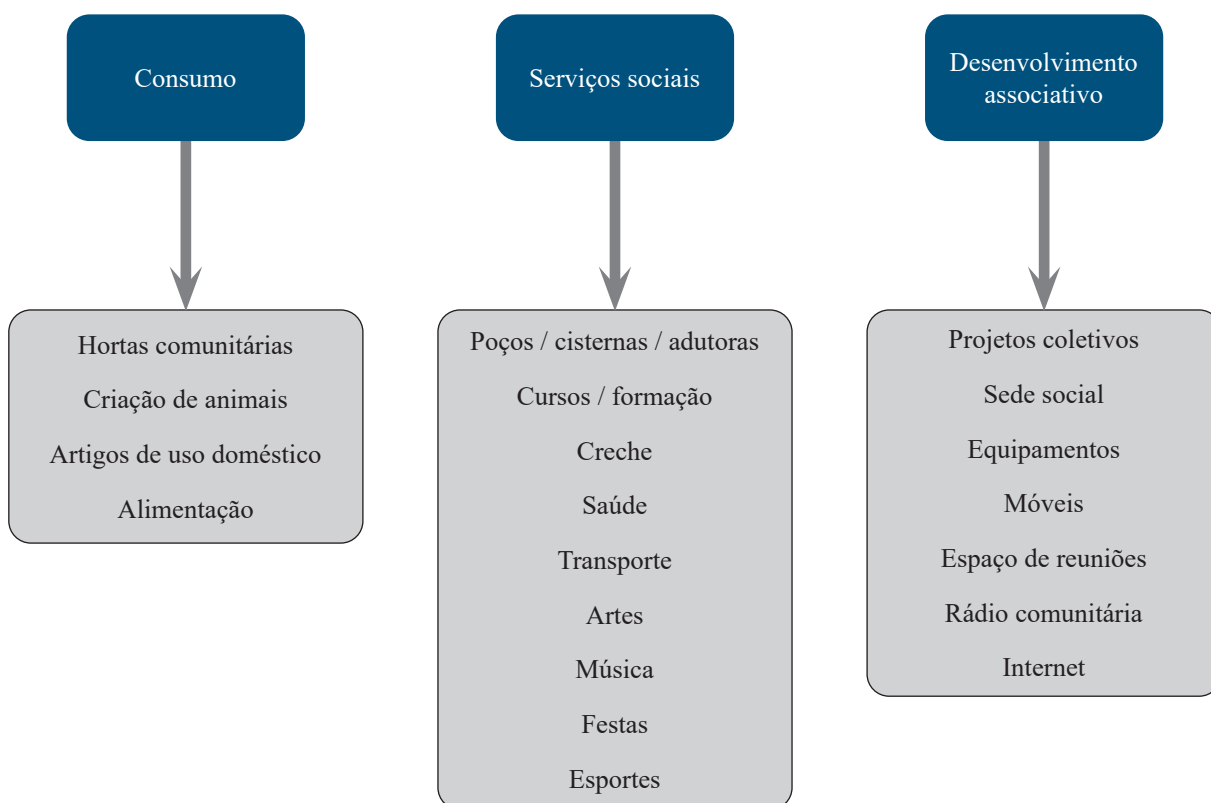 Consumo
Hortas comunitárias
Criação de animais
Artigos de uso doméstico
Alimentação
Serviços sociais
Poços / cisternas / adutoras
Cursos / formação
Creche
Saúde
Transporte
Artes
Música
Festas
Esportes
Desenvolvimento
associativo
Projetos coletivos
Sede social
Equipamentos
Móveis
Espaço de reuniões
Rádio comunitária
Internet